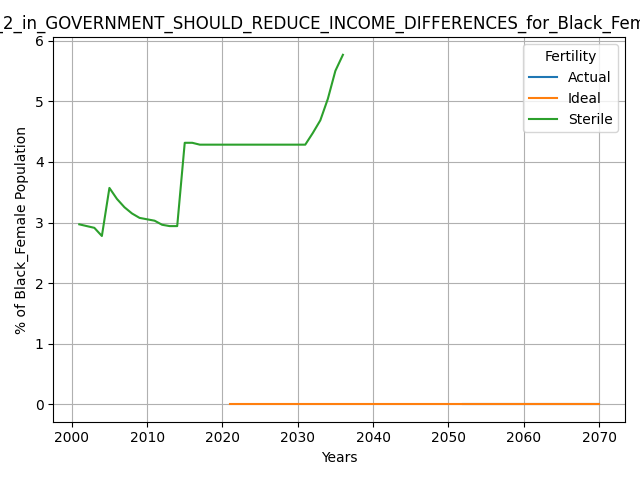 _2_in_GOVERNMENT_SHOULD_REDUCE_INCOME_DIFFERENCES_for_Black_Fem
Fertility
Actual
Ideal
Sterile
% of Black_Female Population
6
5
4
3
2
1
0
2000 2010 2020 2030 2040 2050 2060 2070
Years